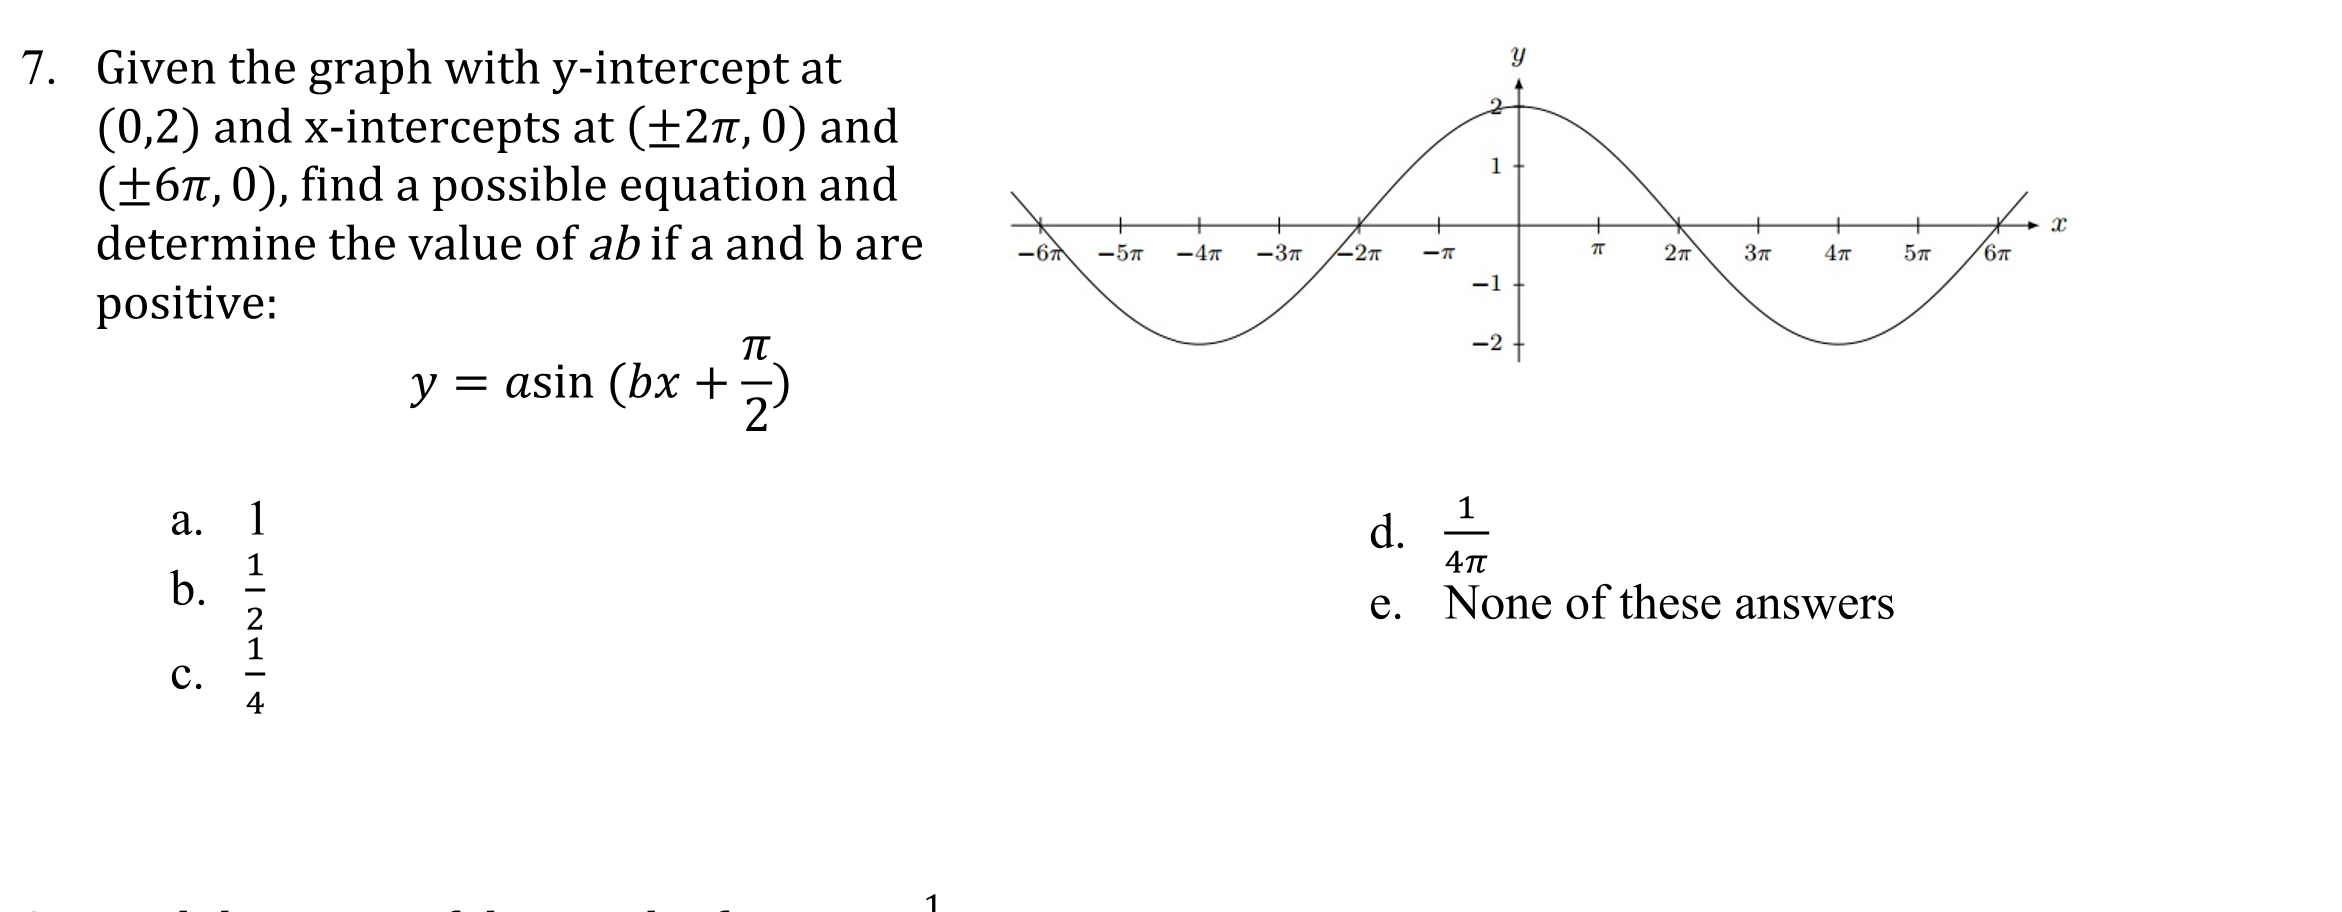 7. Given the graph with y-intercept at
(0,2) and x-intercepts at (±2π, 0) and
(±6π, 0), find a possible equation and
determine the value of ab if a and b are
positive:
y = asin (bx + π/2)
y
2
1
x
−6π −5π −4π −3π −2π −π π 2π 3π 4π 5π 6π
−1
−2
a. 1
b. 1/2
c. 1/4
d. 1/4π
e. None of these answers
1